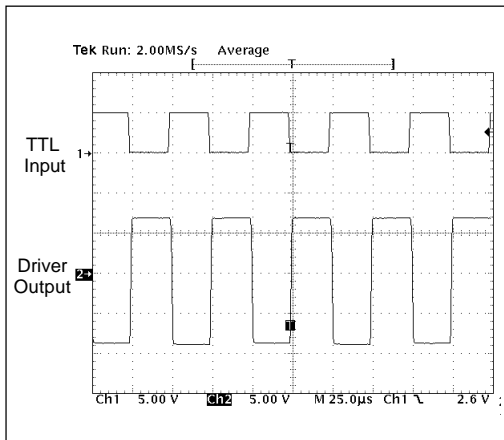 Tek Run: 2.00MS/s Average
[ T ]
TTL
Input
1→
T
Driver
Output
2→
T
Ch1 5.00 V Ch2 5.00 V M 25.0µs Ch1 ↘ 2.6 V